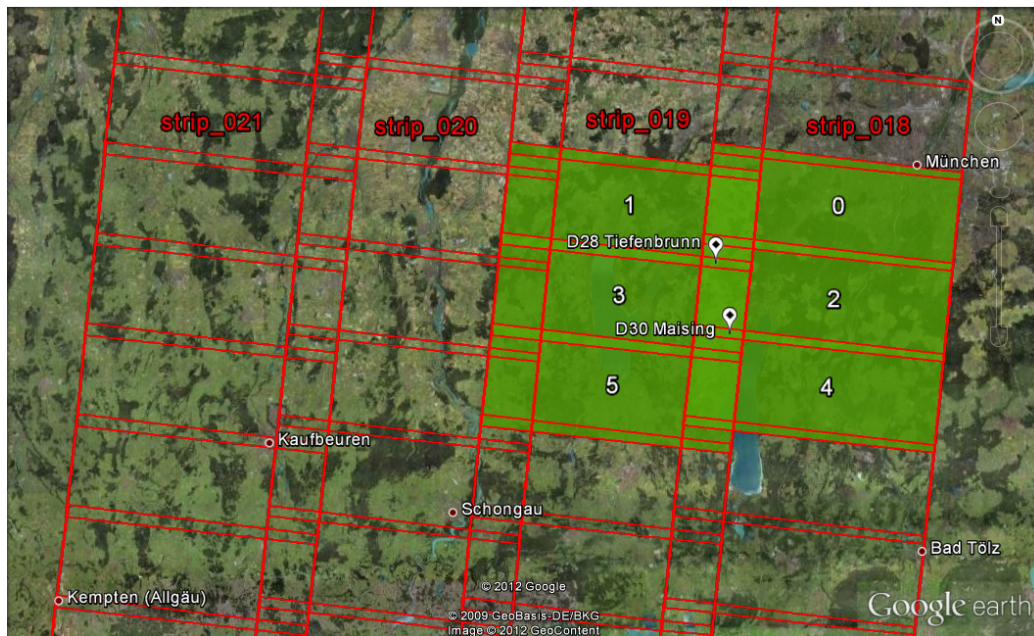 N
strip_021
strip_020
strip_019
strip_018
München
1
0
D28 Tiefenbrunn
3
2
D30 Maising
5
4
Kaufbeuren
Schongau
Bad Tölz
Kempten (Allgäu)
© 2012 Google
© 2009 GeoBasis-DE/BKG
Image © 2012 GeoContent
Google earth